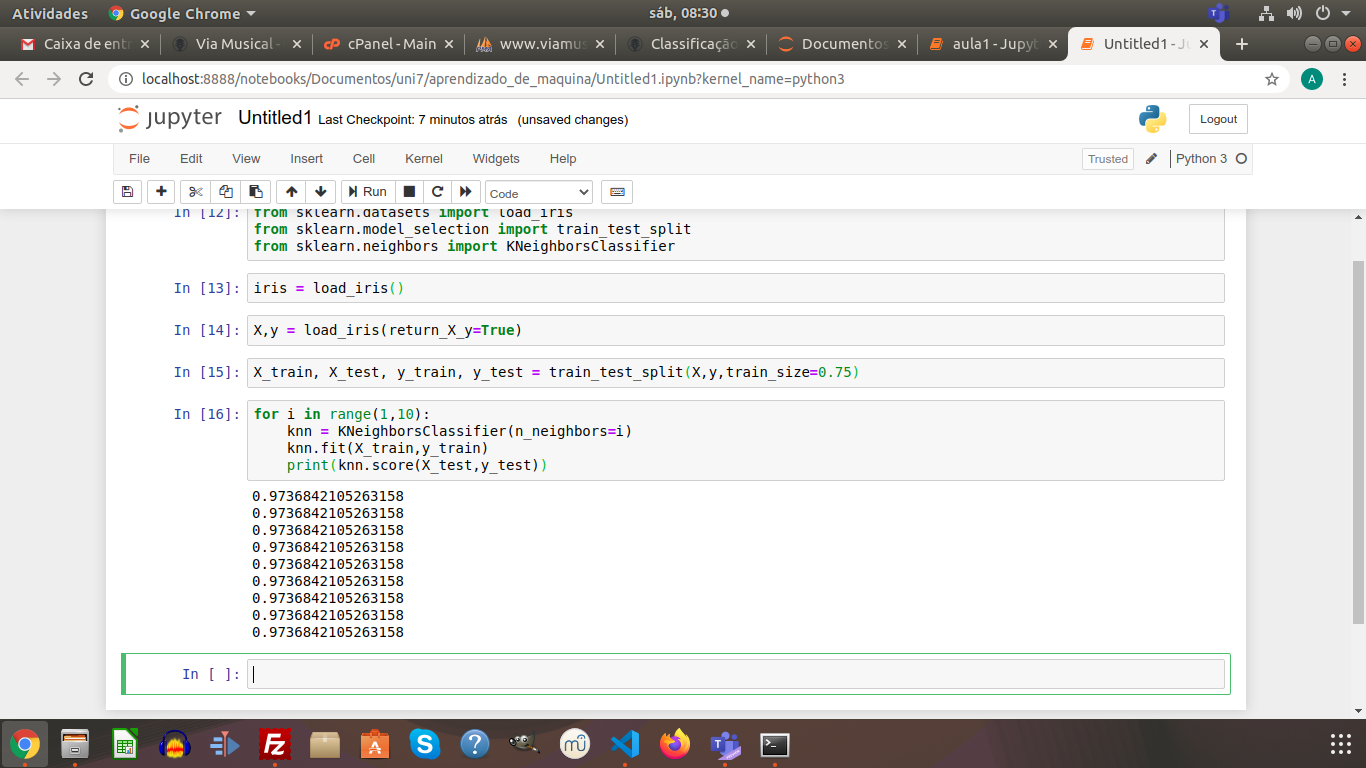 Atividades Google Chrome sáb, 08:30
Caixa de entr Via Musical - cPanel - Main www.viamus Classificação Documentos aula1 - Jupyt Untitled1 - Ju
localhost:8888/notebooks/Documentos/uni7/aprendizado_de_maquina/Untitled1.ipynb?kernel_name=python3 A
jupyter Untitled1 Last Checkpoint: 7 minutos atrás (unsaved changes) Logout
File Edit View Insert Cell Kernel Widgets Help Trusted Python 3
Run Code
In [12]: from sklearn.datasets import load_iris
from sklearn.model_selection import train_test_split
from sklearn.neighbors import KNeighborsClassifier
In [13]: iris = load_iris()
In [14]: X,y = load_iris(return_X_y=True)
In [15]: X_train, X_test, y_train, y_test = train_test_split(X,y,train_size=0.75)
In [16]: for i in range(1,10):
knn = KNeighborsClassifier(n_neighbors=i)
knn.fit(X_train,y_train)
print(knn.score(X_test,y_test))
0.9736842105263158
0.9736842105263158
0.9736842105263158
0.9736842105263158
0.9736842105263158
0.9736842105263158
0.9736842105263158
0.9736842105263158
0.9736842105263158
In [ ]: